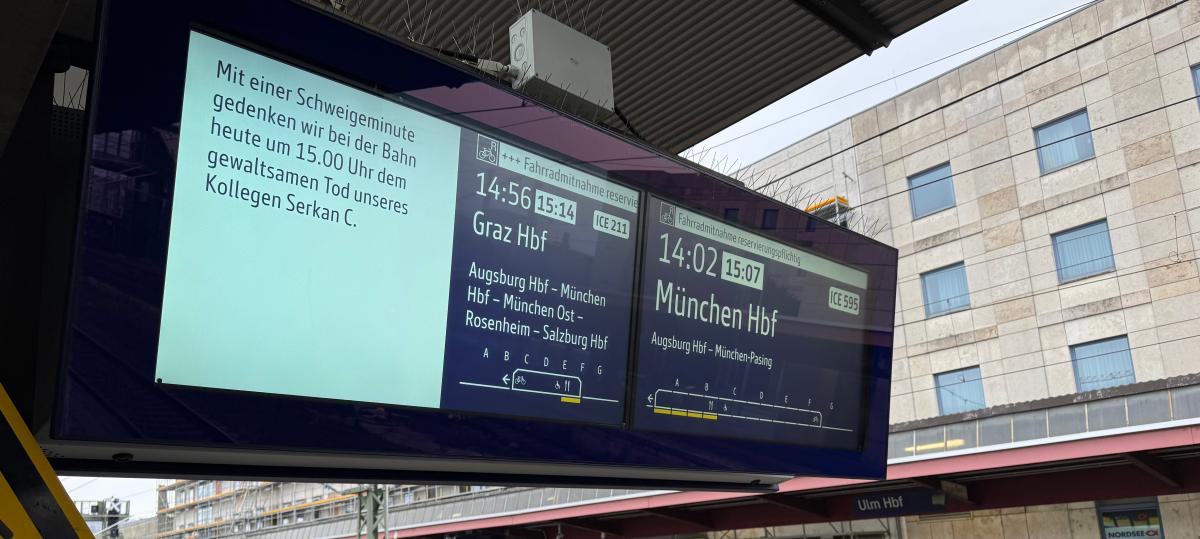 Mit einer Schweigeminute
gedenken wir bei der Bahn
heute um 15.00 Uhr dem
gewaltsamen Tod unseres
Kollegen Serkan C.
+++ Fahrradmitnahme reservie
14:56 15:14
ICE 211
Graz Hbf
Augsburg Hbf – München
Hbf – München Ost –
Rosenheim – Salzburg Hbf
A B C D E F G
Fahrradmitnahme reservierungspflichtig
14:02 15:07
ICE 595
München Hbf
Augsburg Hbf – München-Pasing
A B C D E F G
Ulm Hbf
NORDSEE